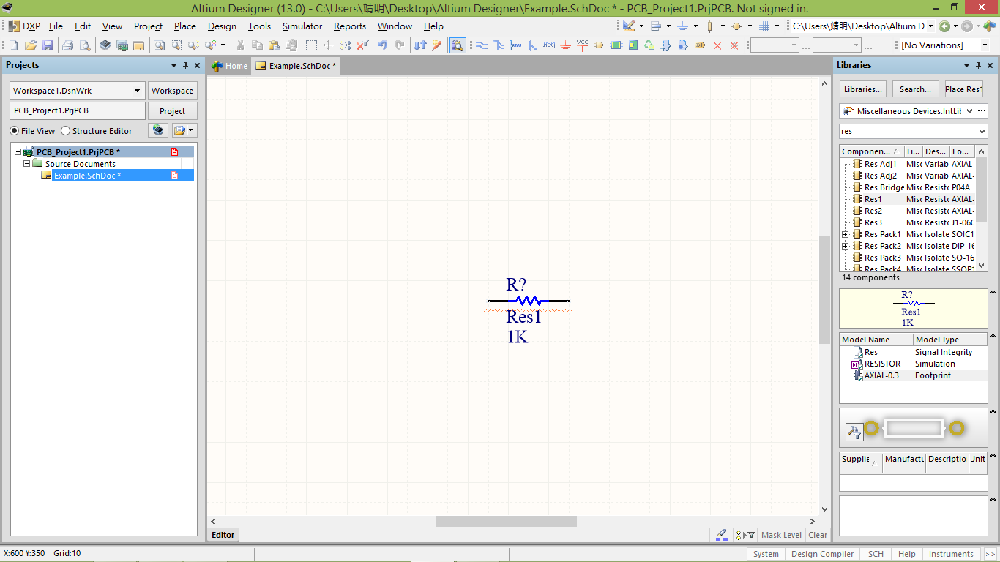 Altium Designer (13.0) - C:\Users\靖明\Desktop\Altium Designer\Example.SchDoc * - PCB_Project1.PrjPCB. Not signed in.
DXP File Edit View Project Place Design Tools Simulator Reports Window Help C:\Users\靖明\Desktop\Altium D
Net Vcc D1 ... ... [No Variations]
Projects
Workspace1.DsnWrk Workspace
PCB_Project1.PrjPCB Project
File View Structure Editor
PCB_Project1.PrjPCB *
Source Documents
Example.SchDoc *
Home Example.SchDoc *
R?
Res1
1K
Editor Mask Level Clear
Libraries
Libraries... Search... Place Res1
Miscellaneous Devices.IntLib ...
res
Componen... Li... Des... Fo...
Res Adj1 Misc Variab AXIAL-
Res Adj2 Misc Variab AXIAL-
Res Bridge Misc Resistc P04A
Res1 Misc Resistc AXIAL-
Res2 Misc Resistc AXIAL-
Res3 Misc Resistc J1-060
Res Pack1 Misc Isolate SOIC1
Res Pack2 Misc Isolate DIP-16
Res Pack3 Misc Isolate SO-16
Res Pack4 Misc Isolate SSOP1
14 components
R?
Res1
1K
Model Name Model Type
Res Signal Integrity
RESISTOR Simulation
AXIAL-0.3 Footprint
Supplie Manufactu Descriptio Unit
X:600 Y:350 Grid:10
System Design Compiler SCH Help Instruments >>